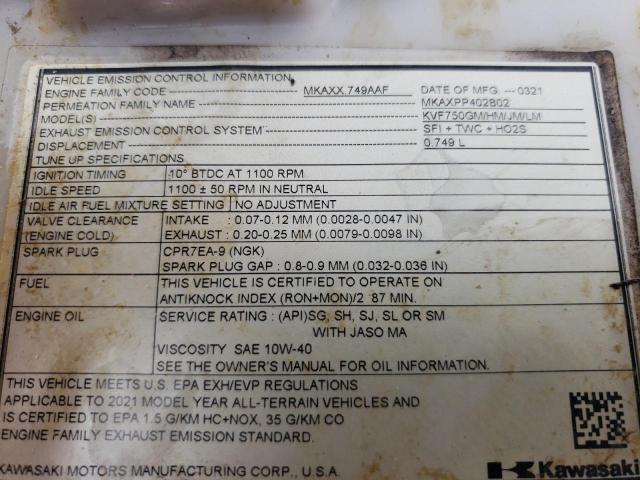 VEHICLE EMISSION CONTROL INFORMATION
ENGINE FAMILY CODE MKAXX.749AAF DATE OF MFG. --- 0321
PERMEATION FAMILY NAME MKAXPP402B02
MODEL(S) KVF750GM/HM/JM/LM
EXHAUST EMISSION CONTROL SYSTEM SFI + TWC + HO2S
DISPLACEMENT 0.749 L
TUNE UP SPECIFICATIONS
IGNITION TIMING 10° BTDC AT 1100 RPM
IDLE SPEED 1100 ± 50 RPM IN NEUTRAL
IDLE AIR FUEL MIXTURE SETTING NO ADJUSTMENT
VALVE CLEARANCE INTAKE : 0.07-0.12 MM (0.0028-0.0047 IN)
(ENGINE COLD) EXHAUST : 0.20-0.25 MM (0.0079-0.0098 IN)
SPARK PLUG CPR7EA-9 (NGK)
SPARK PLUG GAP : 0.8-0.9 MM (0.032-0.036 IN)
FUEL THIS VEHICLE IS CERTIFIED TO OPERATE ON
ANTIKNOCK INDEX (RON+MON)/2 87 MIN.
ENGINE OIL SERVICE RATING : (API)SG, SH, SJ, SL OR SM
WITH JASO MA
VISCOSITY SAE 10W-40
SEE THE OWNER'S MANUAL FOR OIL INFORMATION.
THIS VEHICLE MEETS U.S. EPA EXH/EVP REGULATIONS
APPLICABLE TO 2021 MODEL YEAR ALL-TERRAIN VEHICLES AND
IS CERTIFIED TO EPA 1.5 G/KM HC+NOX, 35 G/KM CO
ENGINE FAMILY EXHAUST EMISSION STANDARD.
KAWASAKI MOTORS MANUFACTURING CORP., U.S.A.
Kawasaki